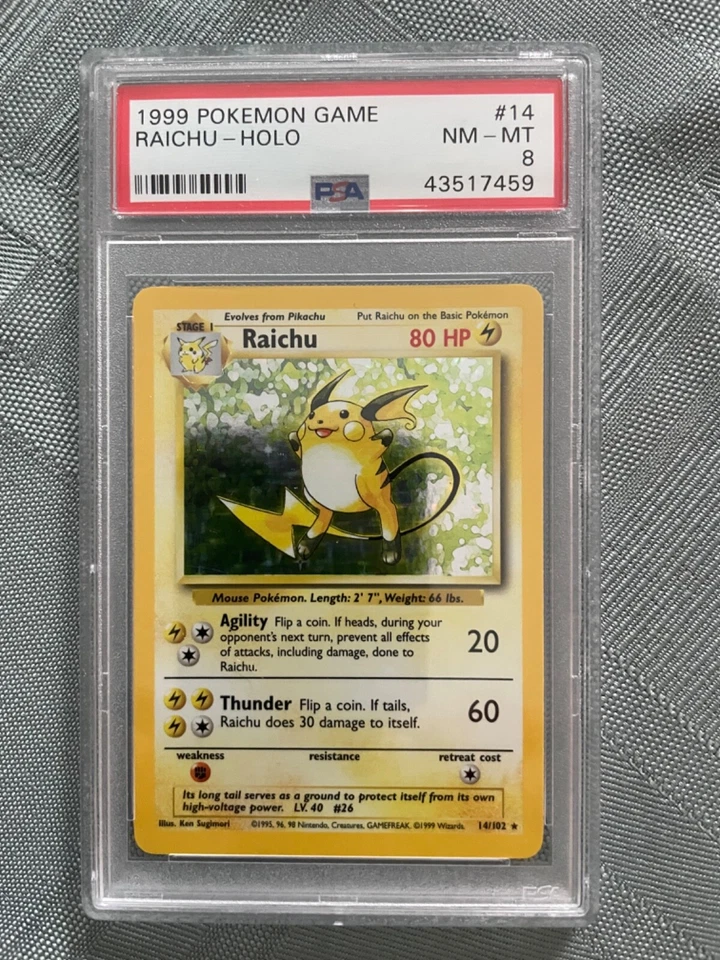 1999 POKEMON GAME #14
RAICHU – HOLO NM – MT
8
PSA 43517459
Evolves from Pikachu Put Raichu on the Basic Pokémon
STAGE 1
Raichu 80 HP
Mouse Pokémon. Length: 2' 7", Weight: 66 lbs.
Agility Flip a coin. If heads, during your
opponent's next turn, prevent all effects
of attacks, including damage, done to
Raichu.
20
Thunder Flip a coin. If tails,
Raichu does 30 damage to itself.
60
weakness resistance retreat cost
Its long tail serves as a ground to protect itself from its own
high-voltage power. LV. 40 #26
Illus. Ken Sugimori ©1995, 96, 98 Nintendo, Creatures, GAMEFREAK. ©1999 Wizards. 14/102 ★